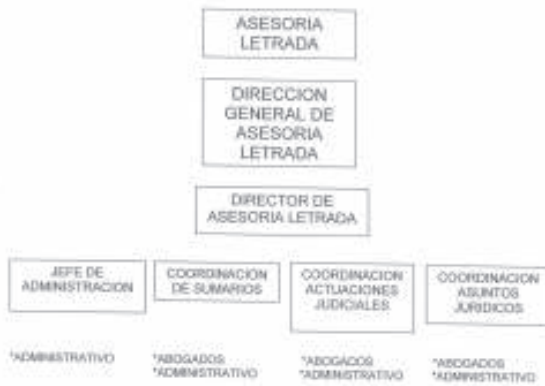 ASESORIA
LETRADA
DIRECCION
GENERAL DE
ASESORIA
LETRADA
DIRECTOR DE
ASESORIA LETRADA
JEFE DE
ADMINISTRACION
COORDINACION
DE SUMARIOS
COORDINACION
ACTUACIONES
JUDICIALES
COORDINACION
ASUNTOS
JURIDICOS
*ADMINISTRATIVO
*ABOGADOS
*ADMINISTRATIVO
*ABOGADOS
*ADMINISTRATIVO
*ABOGADOS
*ADMINISTRATIVO